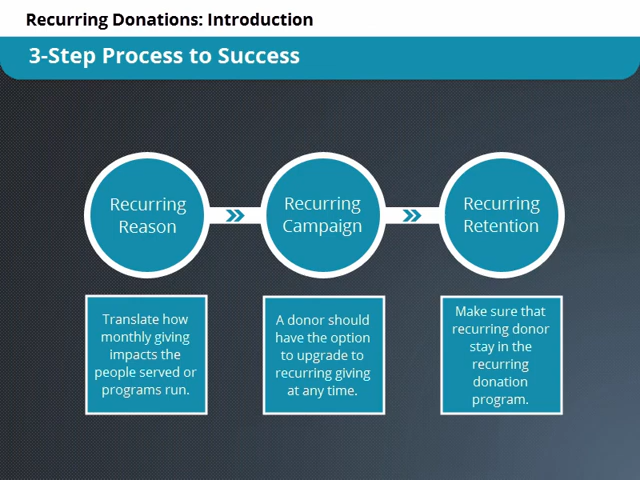 Recurring Donations: Introduction
3-Step Process to Success
Recurring
Reason
Recurring
Campaign
Recurring
Retention
Translate how
monthly giving
impacts the
people served or
programs run.
A donor should
have the option
to upgrade to
recurring giving
at any time.
Make sure that
recurring donor
stay in the
recurring
donation
program.